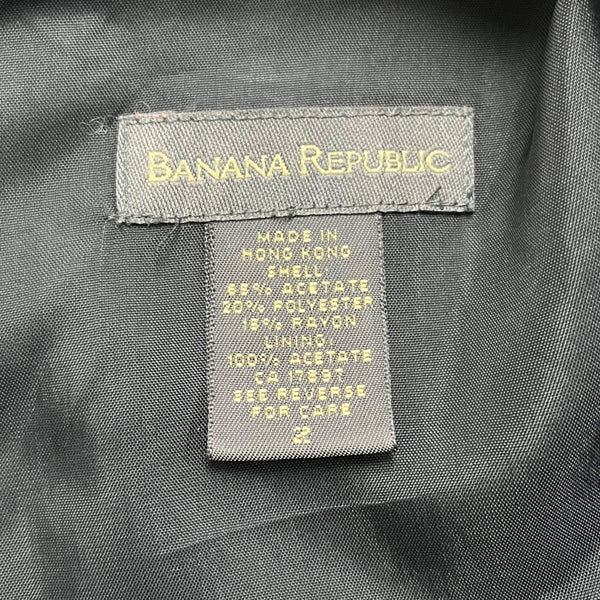 BANANA REPUBLIC
MADE IN
HONG KONG
SHELL:
65% ACETATE
20% POLYESTER
15% RAYON
LINING:
100% ACETATE
CA 17897
SEE REVERSE
FOR CARE
2